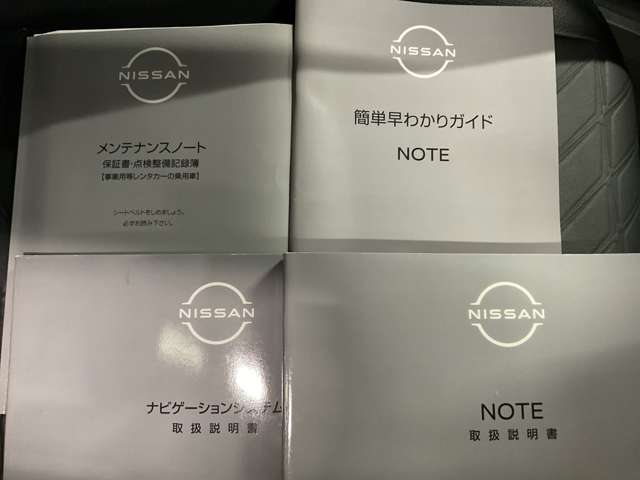 NISSAN
メンテナンスノート
保証書・点検整備記録簿
【事業用等レンタカーの乗用車】
シートベルトをしめましょう。
必ずお読み下さい。
NISSAN
簡単早わかりガイド
NOTE
NISSAN
ナビゲーションシステム
取扱説明書
NISSAN
NOTE
取扱説明書